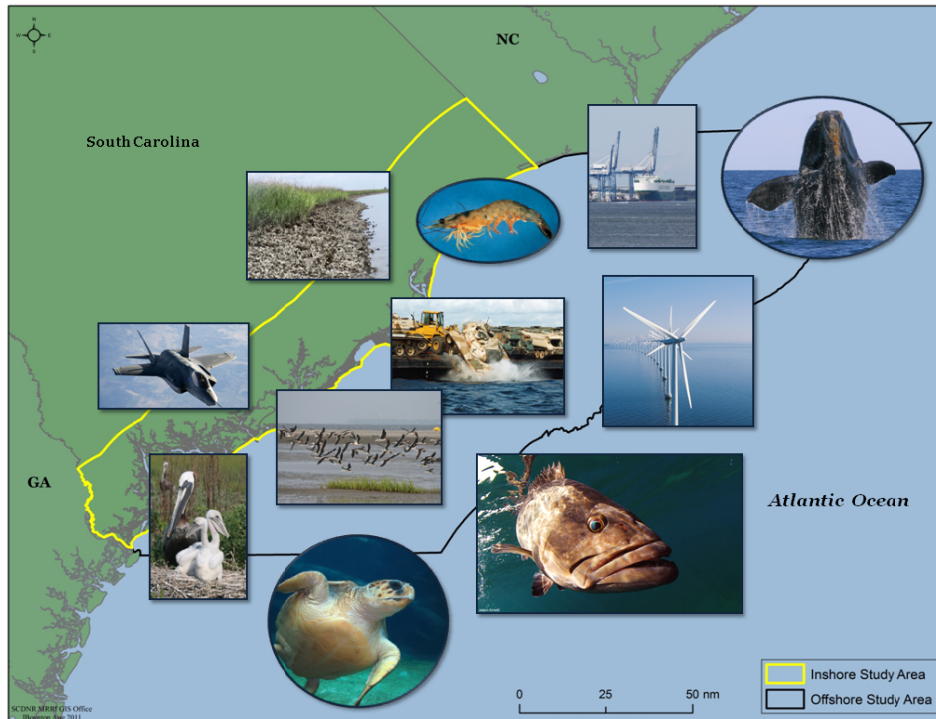 N
W E
S
NC
South Carolina
GA
Atlantic Ocean
Inshore Study Area
Offshore Study Area
0 25 50 nm
SCDNR MRRI GIS Office
2011